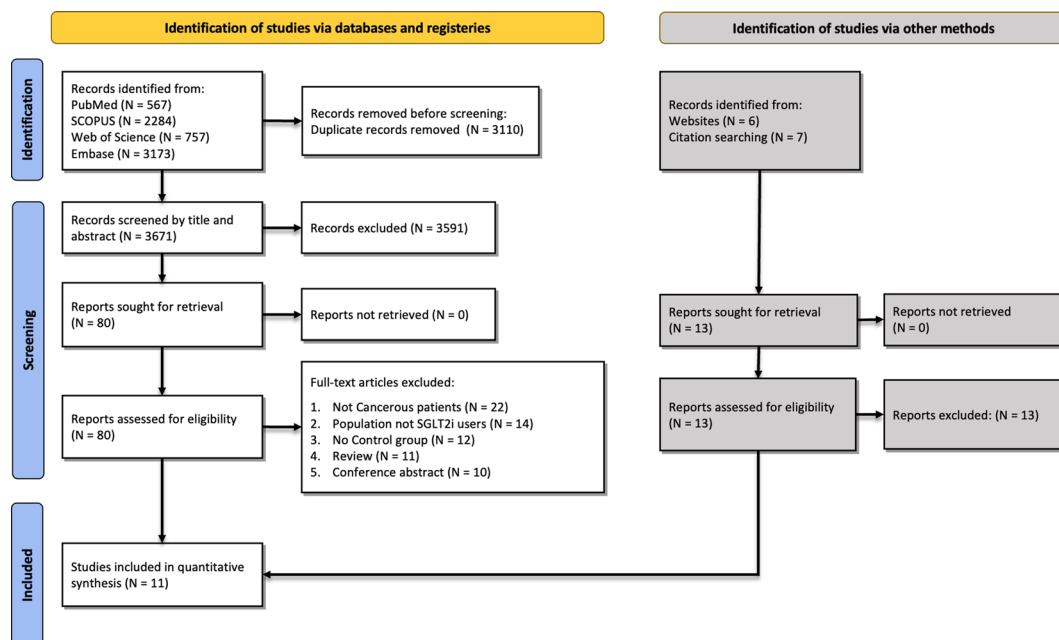 Identification of studies via databases and registeries
Identification of studies via other methods
Identification
Records identified from:
PubMed (N = 567)
SCOPUS (N = 2284)
Web of Science (N = 757)
Embase (N = 3173)
Records removed before screening:
Duplicate records removed  (N = 3110)
Records identified from:
Websites (N = 6)
Citation searching (N = 7)
Screening
Records screened by title and
abstract (N = 3671)
Records excluded (N = 3591)
Reports sought for retrieval
(N = 80)
Reports not retrieved (N = 0)
Reports sought for retrieval
(N = 13)
Reports not retrieved
(N = 0)
Reports assessed for eligibility
(N = 80)
Full-text articles excluded:
1. Not Cancerous patients (N = 22)
2. Population not SGLT2i users (N = 14)
3. No Control group (N = 12)
4. Review (N = 11)
5. Conference abstract (N = 10)
Reports assessed for eligibility
(N = 13)
Reports excluded: (N = 13)
Included
Studies included in quantitative
synthesis (N = 11)